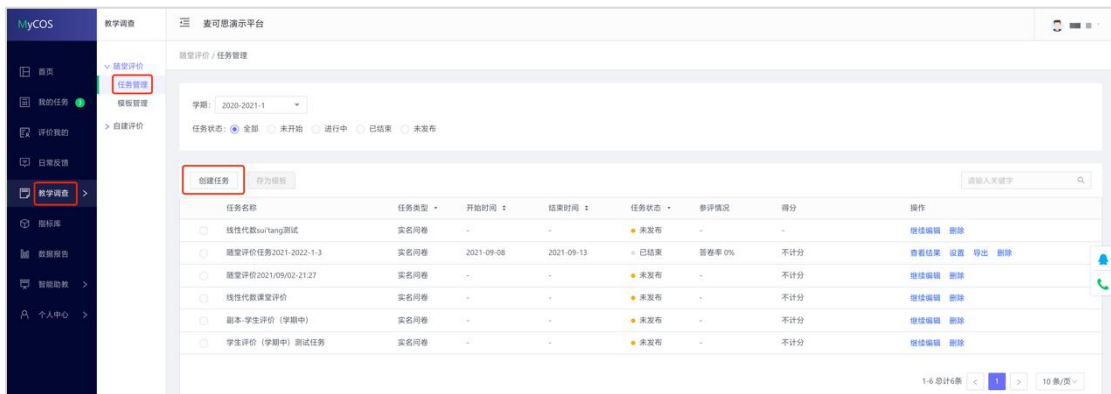 MyCOS
首页
我的任务
评价我的
日常反馈
教学调查 >
指标库
数据报告
智能助教 >
个人中心 >
教学调查
随堂评价
任务管理
模板管理
> 自建评价
麦可思演示平台
随堂评价 / 任务管理
学期： 2020-2021-1
任务状态： 全部 未开始 进行中 已结束 未发布
创建任务 存为模板 请输入关键字
任务名称 任务类型 开始时间 结束时间 任务状态 参评情况 得分 操作
线性代数sui'tang测试 实名问卷 - - 未发布 - - 继续编辑 删除
随堂评价任务2021-2022-1-3 实名问卷 2021-09-08 2021-09-13 已结束 答卷率 0% 不计分 查看结果 设置 导出 删除
随堂评价2021/09/02-21:27 实名问卷 - - 未发布 - 不计分 继续编辑 删除
线性代数课堂评价 实名问卷 - - 未发布 - 不计分 继续编辑 删除
副本-学生评价（学期中） 实名问卷 - - 未发布 - 不计分 继续编辑 删除
学生评价（学期中）测试任务 实名问卷 - - 未发布 - 不计分 继续编辑 删除
1-6 总计6条 < 1 > 10 条/页